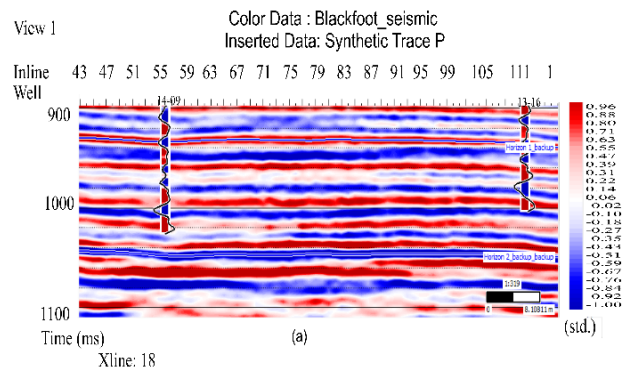 View 1
Color Data : Blackfoot_seismic
Inserted Data: Synthetic Trace P
Inline 43 47 51 55 59 63 67 71 75 79 83 87 91 95 99 105 111 1
Well
14-09 13-16
900
1000
1100
Horizon 1_backup
Horizon 2_backup_backup
1:319
0
0.96
0.88
0.80
0.71
0.63
0.55
0.47
0.39
0.31
0.22
0.14
0.06
0.02
-0.10
-0.18
-0.27
0.35
0.43
-0.51
0.59
-0.67
-0.76
-0.84
0.92
-1.00
(std.)
Time (ms)
(a)
Xline: 18